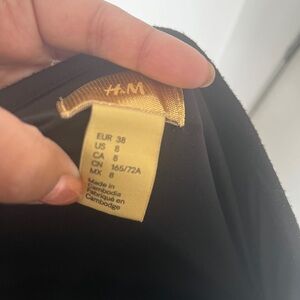 H&M
EUR 38
US 8
CA 8
CN 165/72A
MX 8
Made in
Cambodia
Fabriqué en
Cambodge